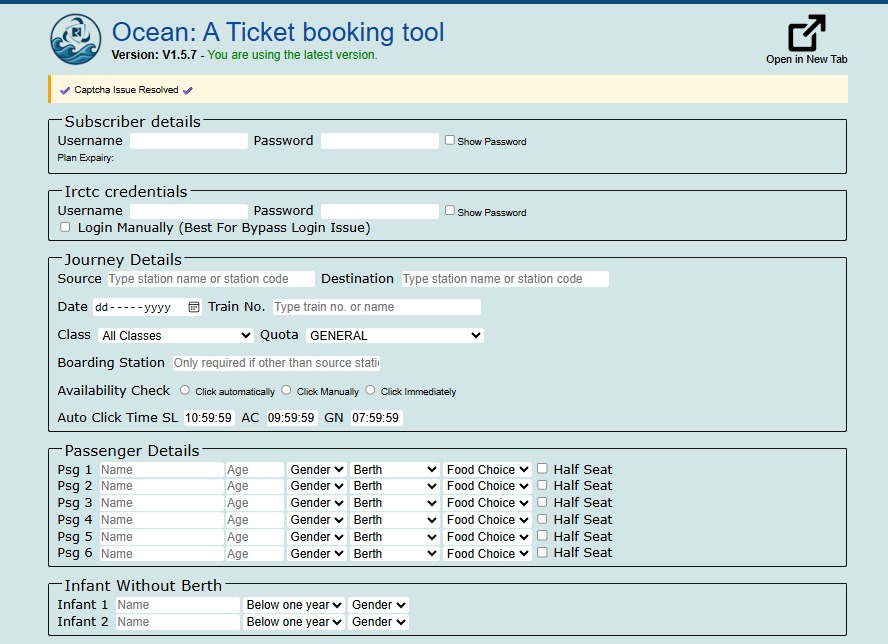 Ocean: A Ticket booking tool
Version: V1.5.7 - You are using the latest version.
Open in New Tab
Captcha Issue Resolved
Subscriber details
Username Password Show Password
Plan Expairy:
Irctc credentials
Username Password Show Password
Login Manually (Best For Bypass Login Issue)
Journey Details
Source Type station name or station code Destination Type station name or station code
Date dd-----yyyy Train No. Type train no. or name
Class All Classes Quota GENERAL
Boarding Station Only required if other than source stati
Availability Check Click automatically Click Manually Click Immediately
Auto Click Time SL 10:59:59 AC 09:59:59 GN 07:59:59
Passenger Details
Psg 1 Name Age Gender Berth Food Choice Half Seat
Psg 2 Name Age Gender Berth Food Choice Half Seat
Psg 3 Name Age Gender Berth Food Choice Half Seat
Psg 4 Name Age Gender Berth Food Choice Half Seat
Psg 5 Name Age Gender Berth Food Choice Half Seat
Psg 6 Name Age Gender Berth Food Choice Half Seat
Infant Without Berth
Infant 1 Name Below one year Gender
Infant 2 Name Below one year Gender